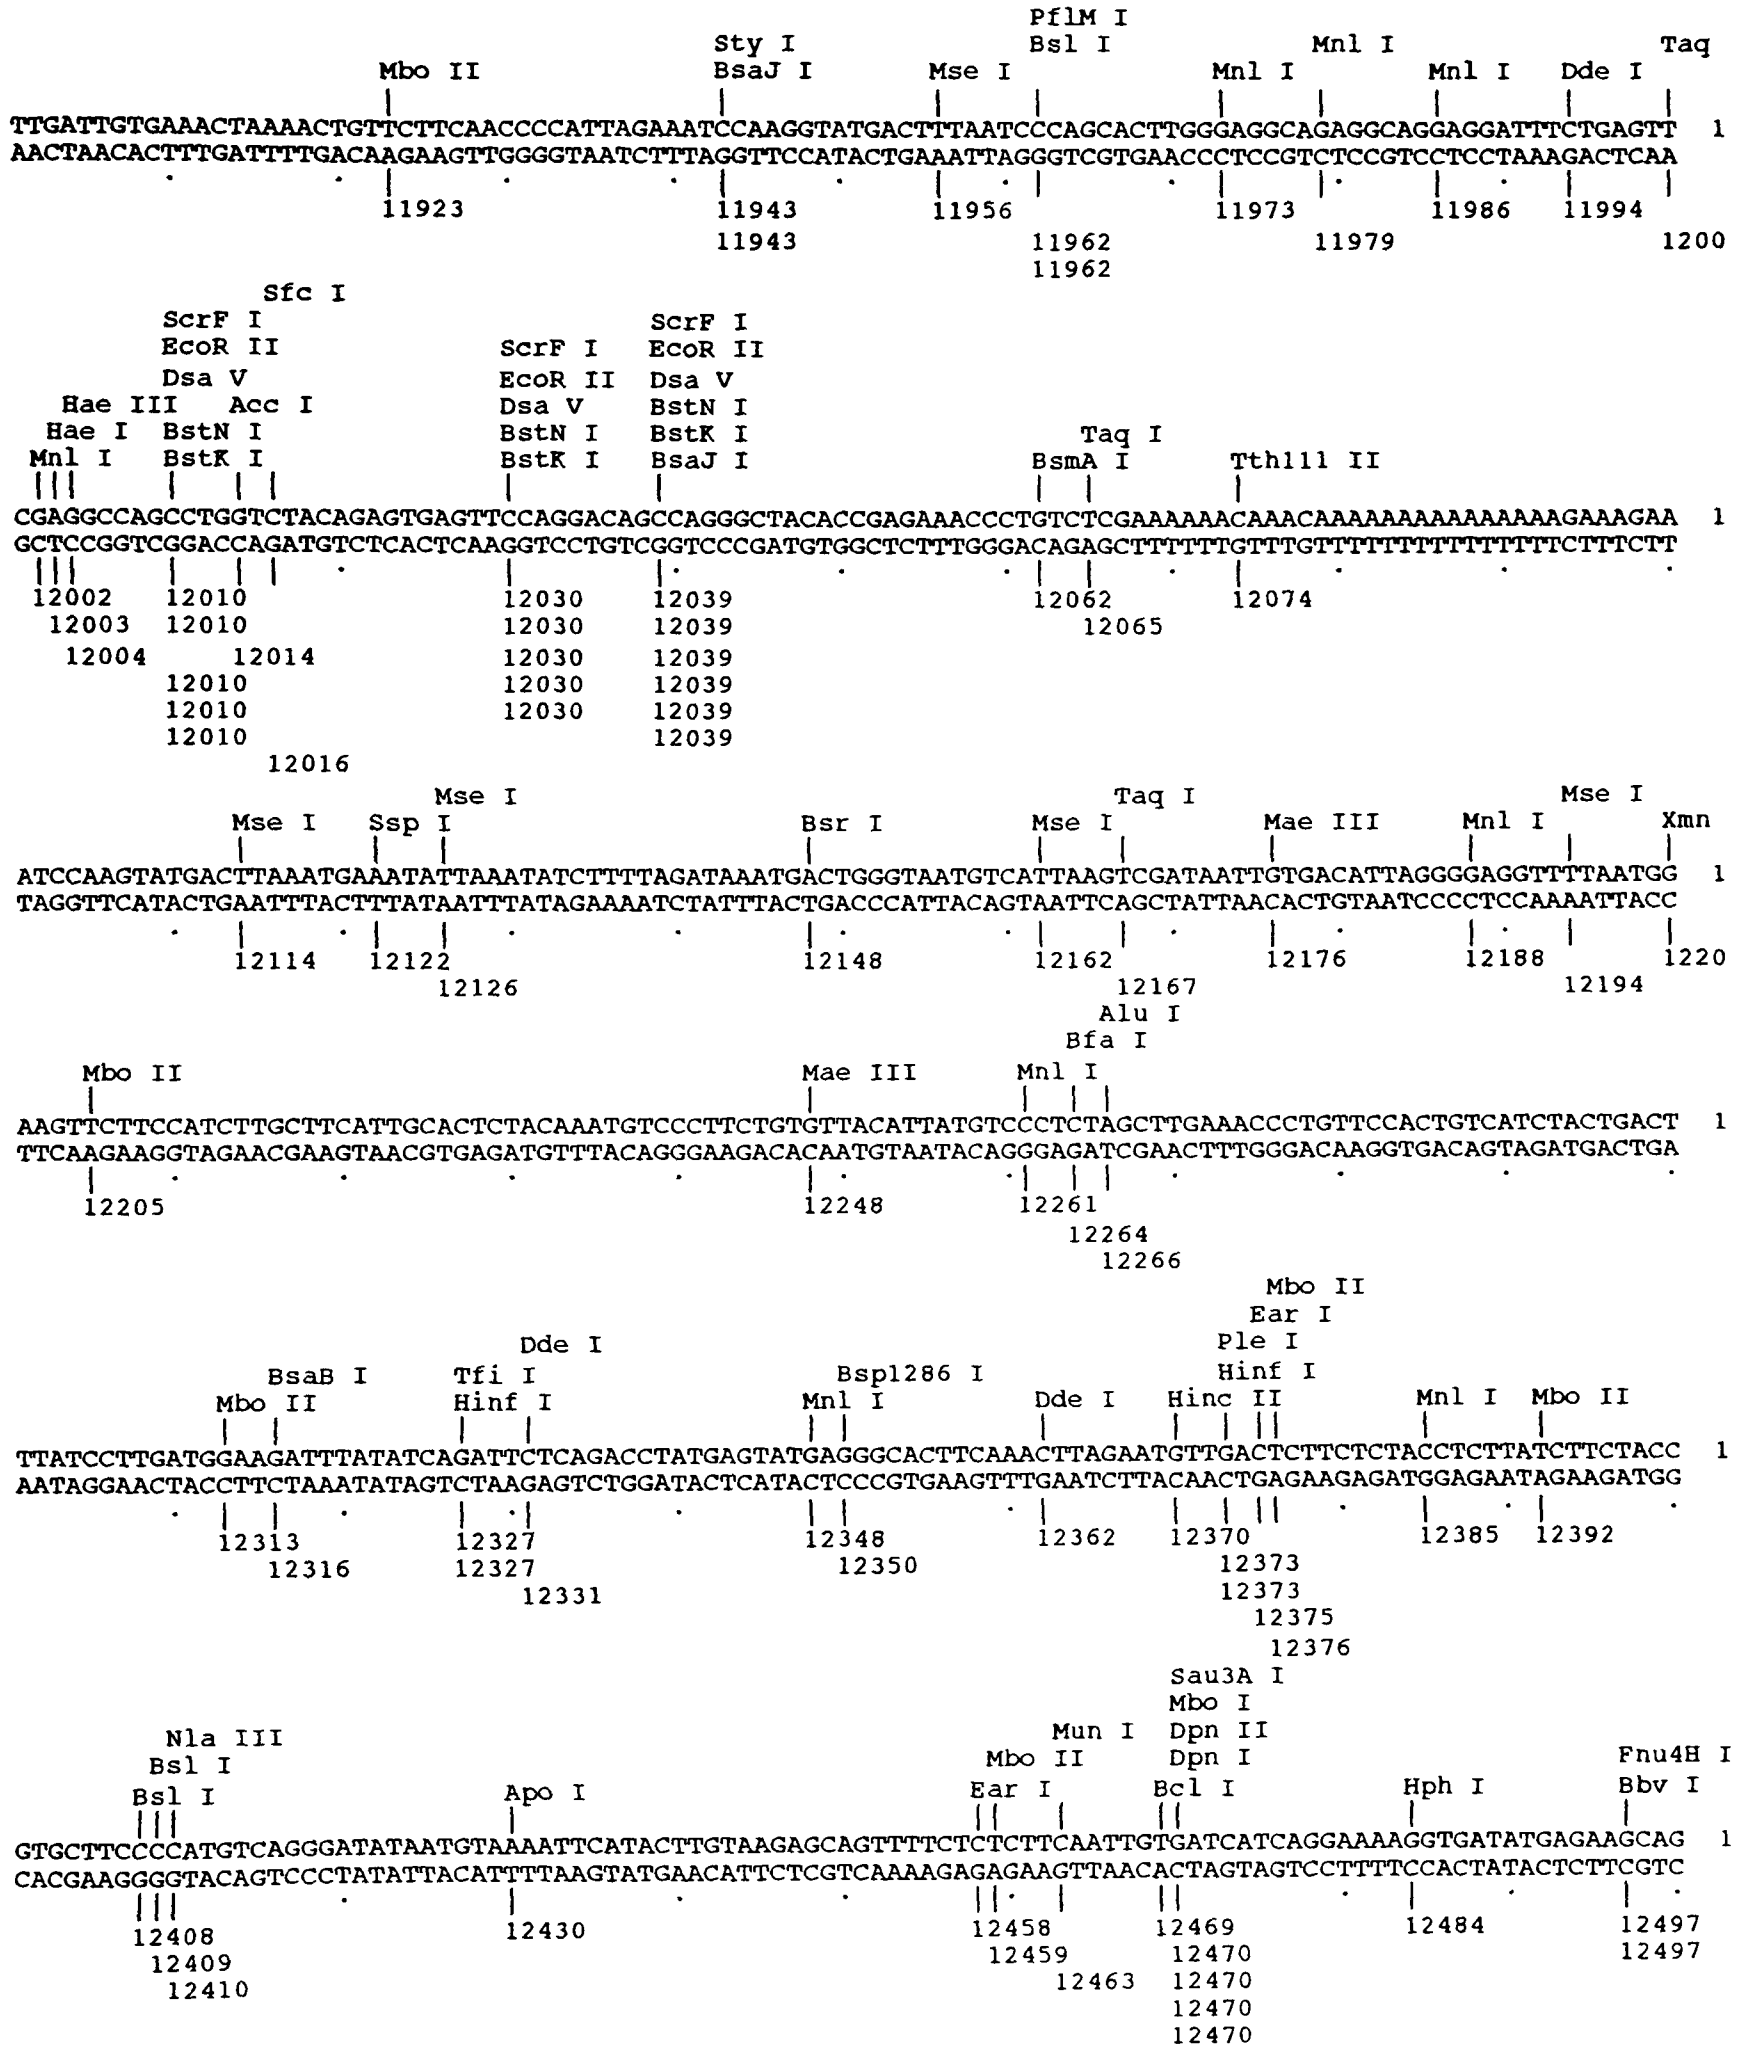 PflM I
Sty I Bsl I Mnl I Taq
Mbo II BsaJ I Mse I Mnl I Mnl I Dde I
TTGATTGTGAAACTAAAACTGTTCTTCAACCCCATTAGAAATCCAAGGTATGACTTTAATCCCAGCACTTGGGAGGCAGAGGCAGGAGGATTTCTGAGTT 1
AACTAACACTTTGATTTTGACAAGAAGTTGGGGTAATCTTTAGGTTCCATACTGAAATTAGGGTCGTGAACCCTCCGTCTCCGTCCTCCTAAAGACTCAA
11923 11943 11956 11973 11986 11994
11943 11962 11979 1200
11962
Sfc I
ScrF I ScrF I
EcoR II ScrF I EcoR II
Dsa V EcoR II Dsa V
Hae III Acc I Dsa V BstN I
Hae I BstN I BstN I BstK I Taq I
Mnl I BstK I BstK I BsaJ I BsmA I Tth111 II
CGAGGCCAGCCTGGTCTACAGAGTGAGTTCCAGGACAGCCAGGGCTACACCGAGAAACCCTGTCTCGAAAAAACAAACAAAAAAAAAAAAAAAGAAAGAA 1
GCTCCGGTCGGACCAGATGTCTCACTCAAGGTCCTGTCGGTCCCGATGTGGCTCTTTGGGACAGAGCTTTTTTGTTTGTTTTTTTTTTTTTTTCTTTCTT
12002 12010 12030 12039 12062 12074
12003 12010 12030 12039 12065
12004 12014 12030 12039
12010 12030 12039
12010 12030 12039
12010 12039
12016
Mse I Taq I Mse I
Mse I Ssp I Bsr I Mse I Mae III Mnl I Xmn
ATCCAAGTATGACTTAAATGAAATATTAAATATCTTTTAGATAAATGACTGGGTAATGTCATTAAGTCGATAATTGTGACATTAGGGGAGGTTTTAATGG 1
TAGGTTCATACTGAATTTACTTTATAATTTATAGAAAATCTATTTACTGACCCATTACAGTAATTCAGCTATTAACACTGTAATCCCCTCCAAAATTACC
12114 12122 12148 12162 12176 12188 1220
12126 12167 12194
Alu I
Bfa I
Mbo II Mae III Mnl I
AAGTTCTTCCATCTTGCTTCATTGCACTCTACAAATGTCCCTTCTGTGTTACATTATGTCCCTCTAGCTTGAAACCCTGTTCCACTGTCATCTACTGACT 1
TTCAAGAAGGTAGAACGAAGTAACGTGAGATGTTTACAGGGAAGACACAATGTAATACAGGGAGATCGAACTTTGGGACAAGGTGACAGTAGATGACTGA
12205 12248 12261
12264
12266
Mbo II
Ear I
Dde I Ple I
BsaB I Tfi I Bsp1286 I Hinf I
Mbo II Hinf I Mnl I Dde I Hinc II Mnl I Mbo II
TTATCCTTGATGGAAGATTTATATCAGATTCTCAGACCTATGAGTATGAGGGCACTTCAAACTTAGAATGTTGACTCTTCTCTACCTCTTATCTTCTACC 1
AATAGGAACTACCTTCTAAATATAGTCTAAGAGTCTGGATACTCATACTCCCGTGAAGTTTGAATCTTACAACTGAGAAGAGATGGAGAATAGAAGATGG
12313 12327 12348 12362 12370 12385 12392
12316 12327 12350 12373
12331 12373
12375
12376
Sau3A I
Mbo I
Nla III Mun I Dpn II
Bsl I Mbo II Dpn I Fnu4H I
Bsl I Apo I Ear I Bcl I Hph I Bbv I
GTGCTTCCCCCATGTCAGGGATATAATGTAAAATTCATACTTGTAAGAGCAGTTTTCTCTCTTCAATTGTGATCATCAGGAAAAGGTGATATGAGAAGCAG 1
CACGAAGGGGGTACAGTCCCTATATTACATTTTAAGTATGAACATTCTCGTCAAAAGAGAGAAGTTAACACTAGTAGTCCTTTTCCACTATACTCTTCGTC
12408 12430 12458 12469 12484 12497
12409 12459 12470 12497
12410 12463 12470
12470
12470